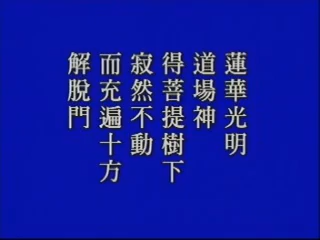 蓮華光明
道場神
得菩提樹下
寂然不動
而充遍十方
解脫門